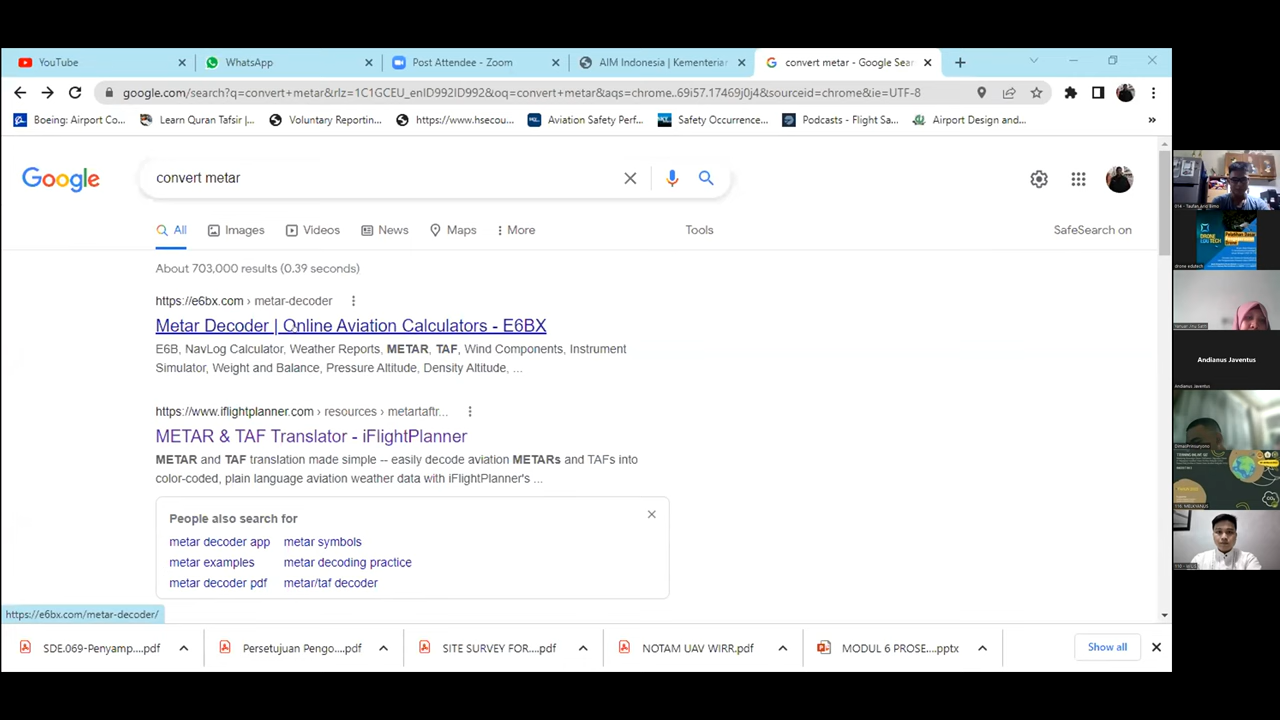 YouTube
WhatsApp
Post Attendee - Zoom
AIM Indonesia | Kementerian
convert metar - Google Sear
google.com/search?q=convert+metar&rlz=1C1GCEU_enID992ID992&oq=convert+metar&aqs=chrome..69i57.17469j0j4&sourceid=chrome&ie=UTF-8
Boeing: Airport Co...
Learn Quran Tafsir |...
Voluntary Reportin...
https://www.hsecou...
Aviation Safety Perf...
Safety Occurrence...
Podcasts - Flight Sa...
Airport Design and...
Google
convert metar
All
Images
Videos
News
Maps
More
Tools
SafeSearch on
About 703,000 results (0.39 seconds)
https://e6bx.com › metar-decoder
Metar Decoder | Online Aviation Calculators - E6BX
E6B, NavLog Calculator, Weather Reports, METAR, TAF, Wind Components, Instrument
Simulator, Weight and Balance, Pressure Altitude, Density Altitude, ...
https://www.iflightplanner.com › resources › metartaftr...
METAR & TAF Translator - iFlightPlanner
METAR and TAF translation made simple -- easily decode aviation METARs and TAFs into
color-coded, plain language aviation weather data with iFlightPlanner's ...
People also search for
metar decoder app
metar symbols
metar examples
metar decoding practice
metar decoder pdf
metar/taf decoder
https://e6bx.com/metar-decoder/
SDE.069-Penyamp....pdf
Persetujuan Pengo....pdf
SITE SURVEY FOR....pdf
NOTAM UAV WIRR.pdf
MODUL 6 PROSE....pptx
Show all
DRONE
EDUTECH
drone edutech
Andianus Javentus
Andianus Javentus